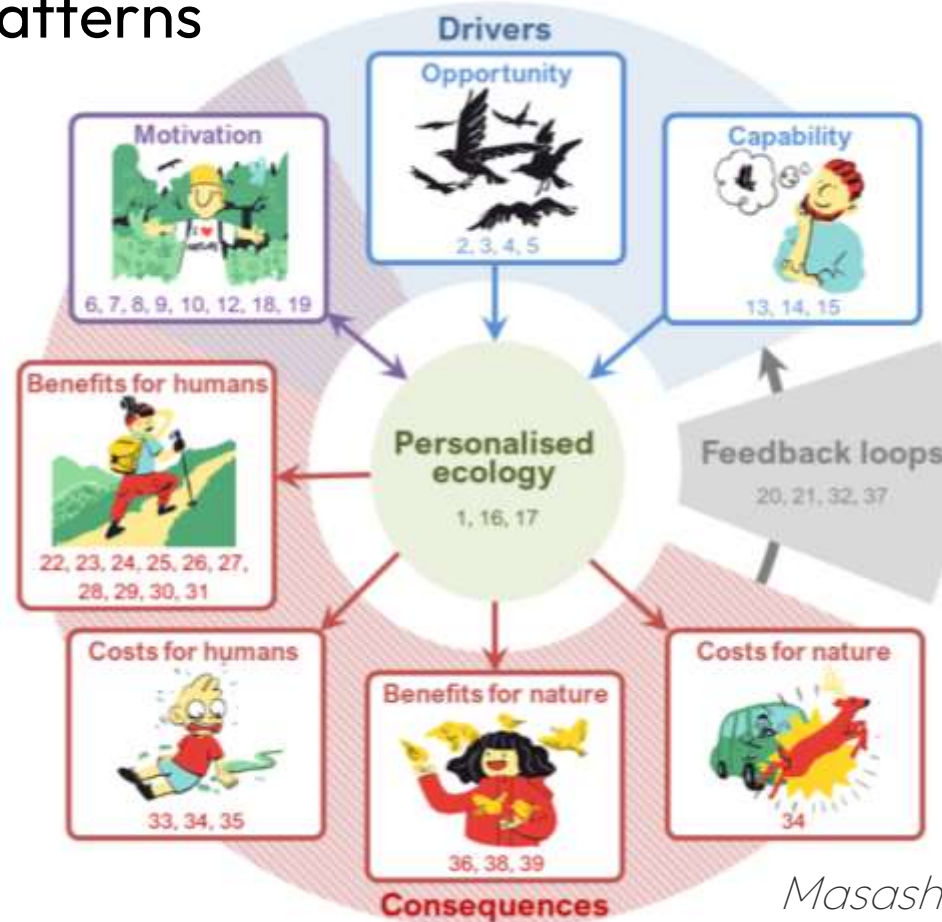 atterns
Drivers
Opportunity
2, 3, 4, 5
Motivation
6, 7, 8, 9, 10, 12, 18, 19
Capability
13, 14, 15
Benefits for humans
22, 23, 24, 25, 26, 27,
28, 29, 30, 31
Personalised
ecology
1, 16, 17
Feedback loops
20, 21, 32, 37
Costs for humans
33, 34, 35
Benefits for nature
36, 38, 39
Costs for nature
34
Consequences
Masash